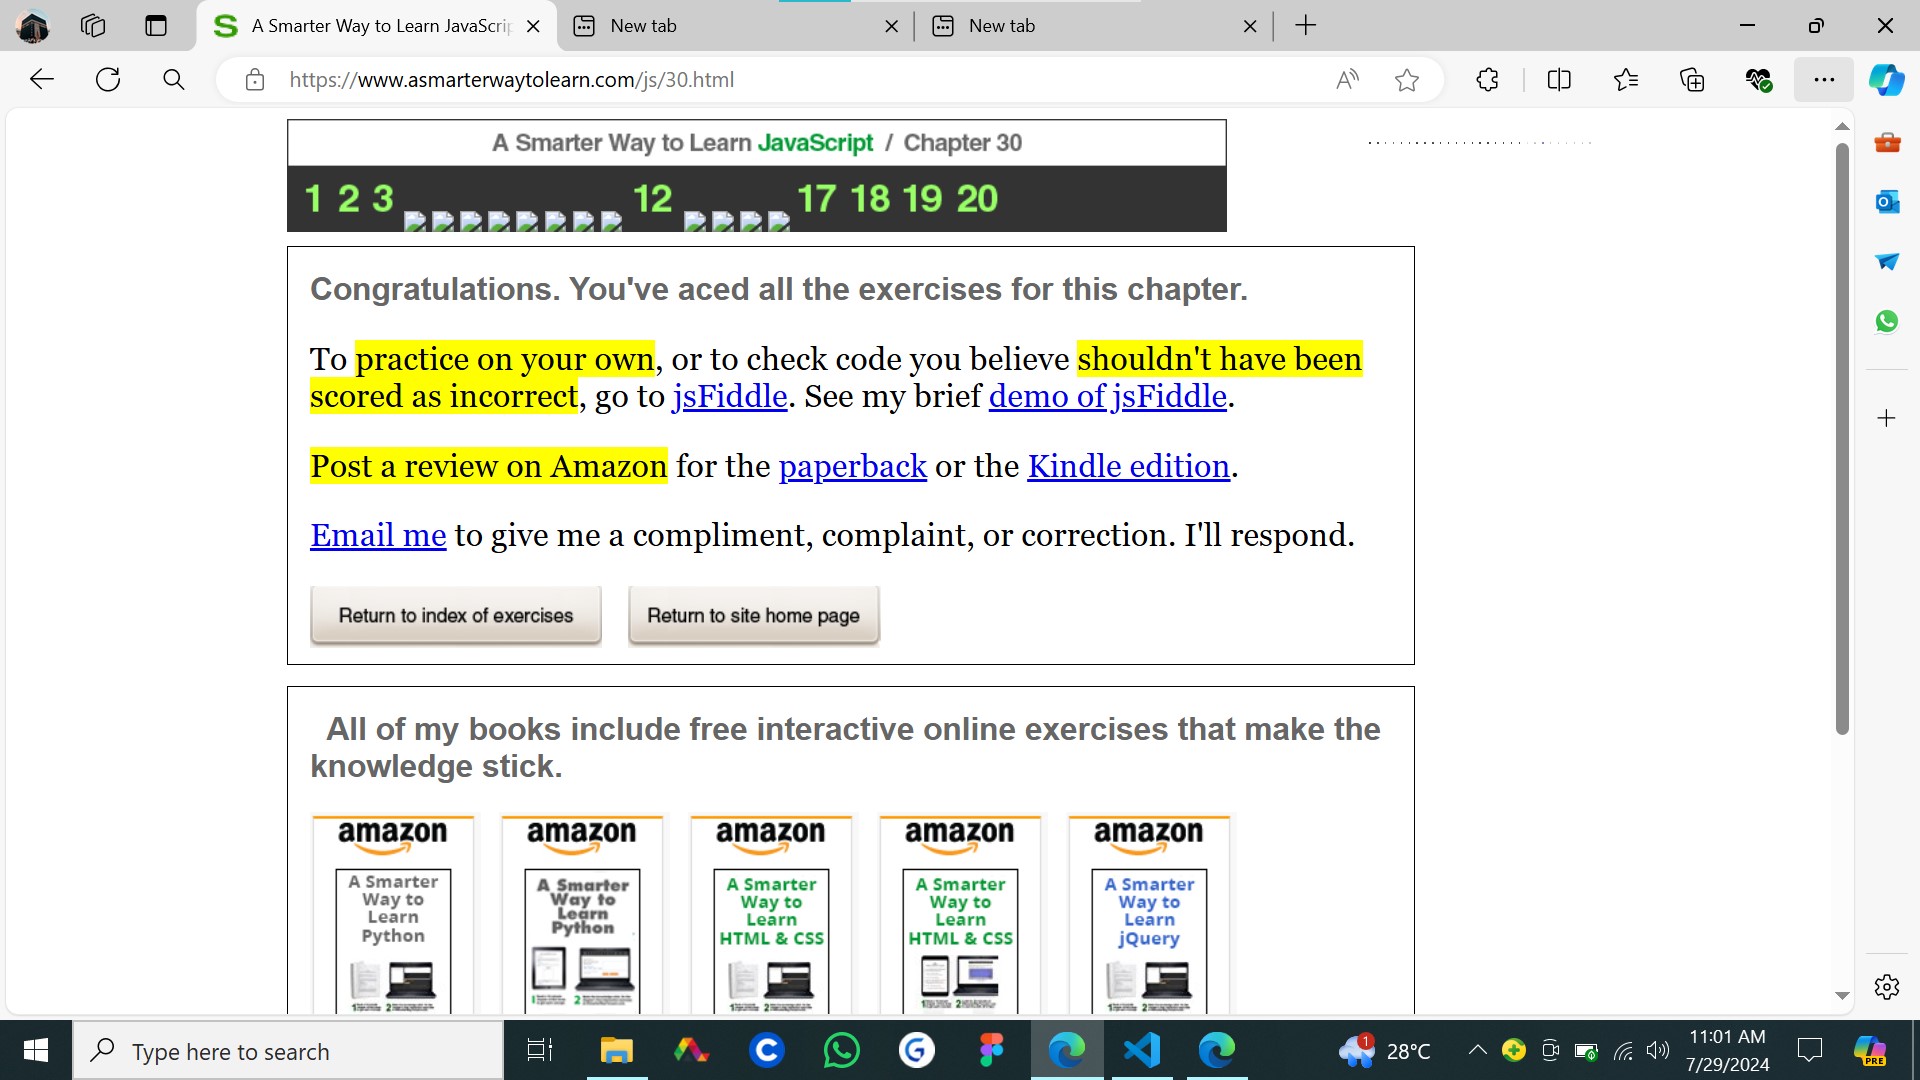 A Smarter Way to Learn JavaScrip
New tab
New tab
https://www.asmarterwaytolearn.com/js/30.html
A Smarter Way to Learn JavaScript / Chapter 30
1 2 3 12 17 18 19 20
Congratulations. You've aced all the exercises for this chapter.
To practice on your own, or to check code you believe shouldn't have been
scored as incorrect, go to jsFiddle. See my brief demo of jsFiddle.
Post a review on Amazon for the paperback or the Kindle edition.
Email me to give me a compliment, complaint, or correction. I'll respond.
Return to index of exercises
Return to site home page
All of my books include free interactive online exercises that make the
knowledge stick.
amazon amazon amazon amazon amazon
A Smarter
Way to
Learn
Python
A Smarter
Way to
Learn
Python
A Smarter
Way to
Learn
HTML & CSS
A Smarter
Way to
Learn
HTML & CSS
A Smarter
Way to
Learn
jQuery
Type here to search
1
28°C
11:01 AM
7/29/2024
PRE